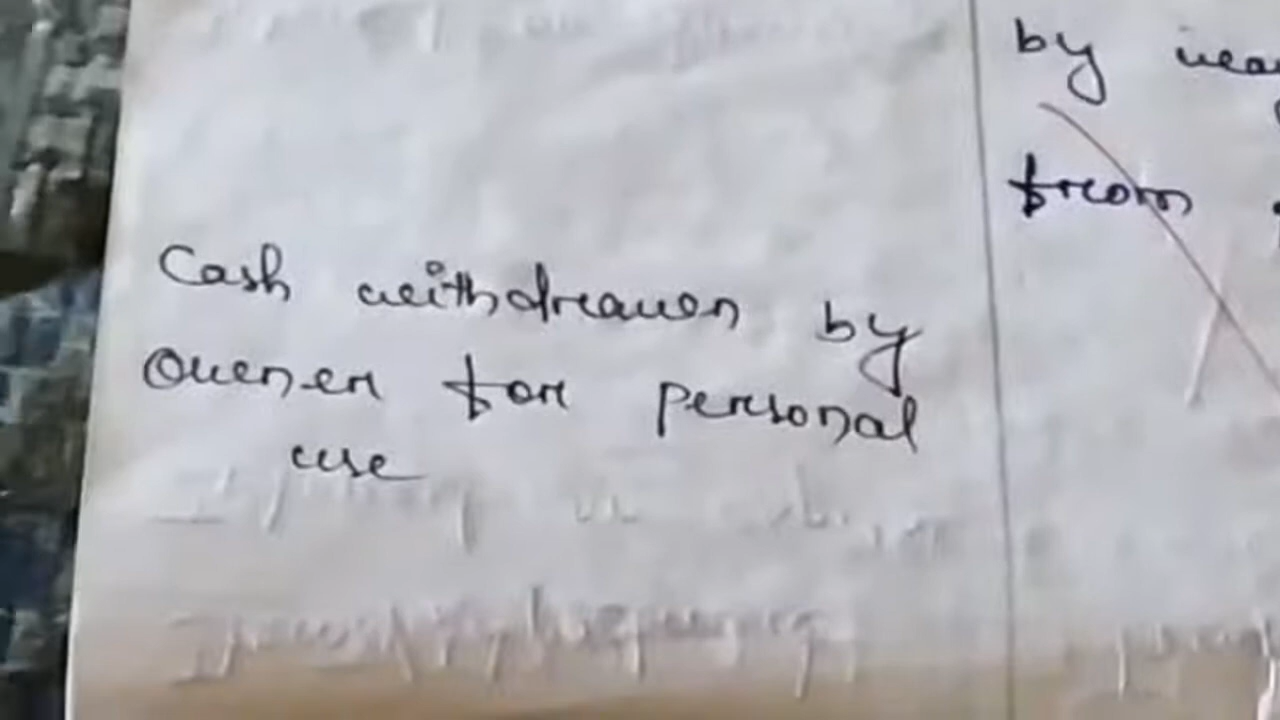 Cash withdrawn by
Owner for personal
use
by
from